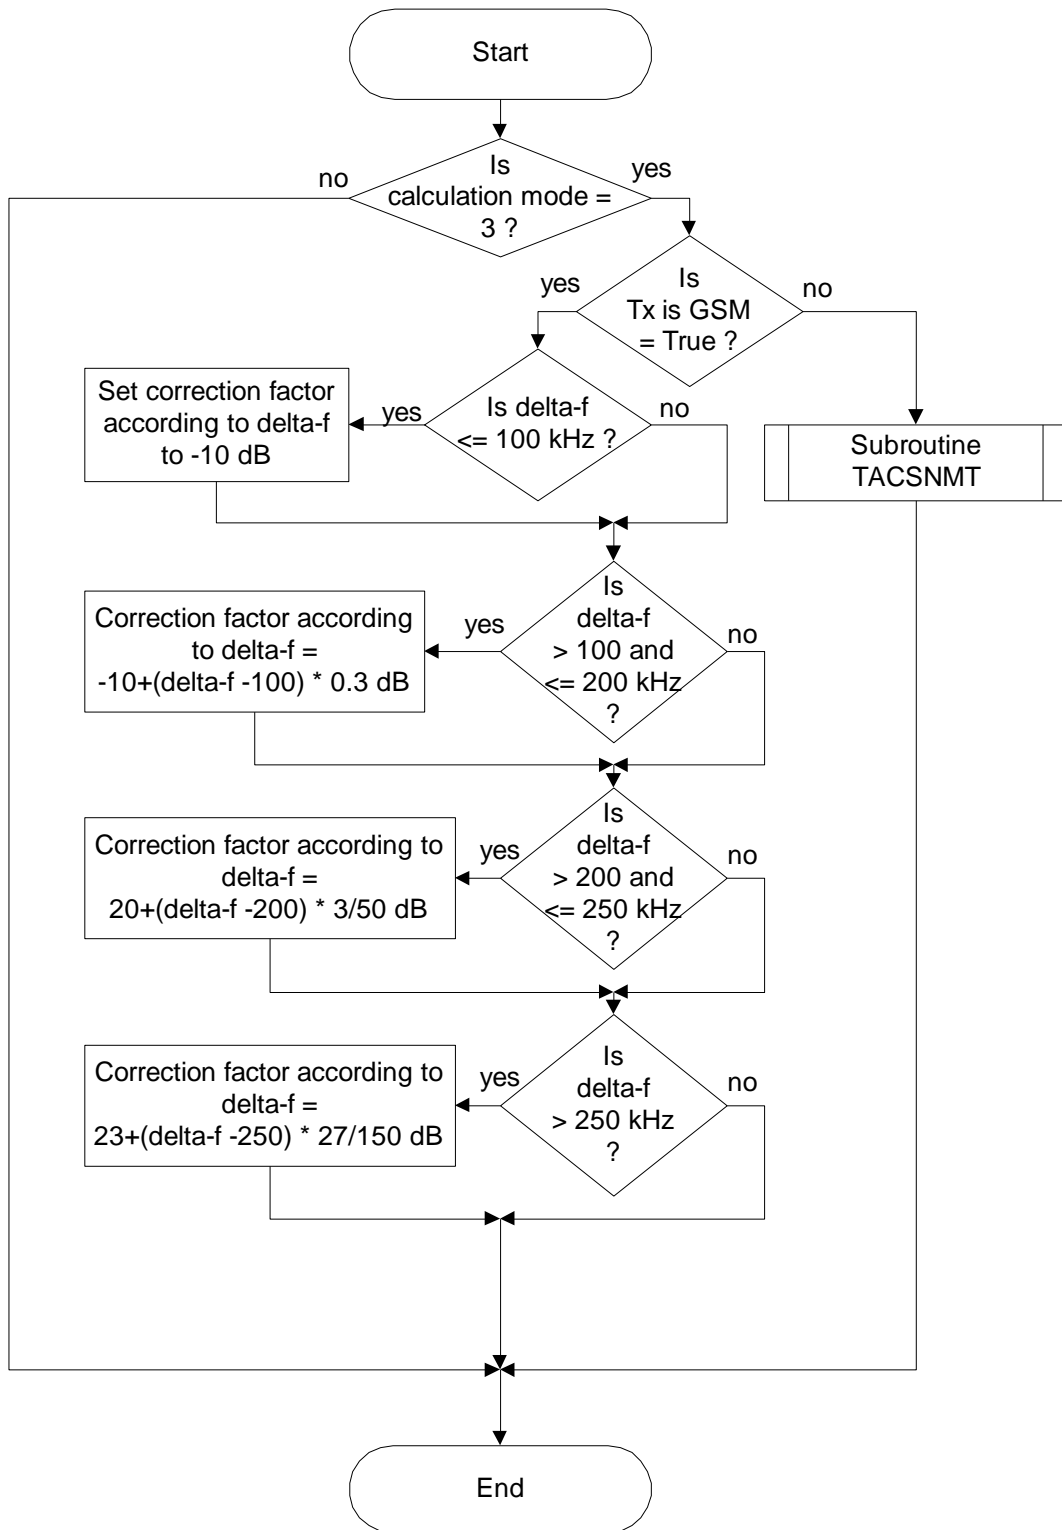 Start
Is
calculation mode =
3 ?
no
yes
Is
Tx is GSM
= True ?
yes
no
Set correction factor
according to delta-f
to -10 dB
yes
Is delta-f
<= 100 kHz ?
no
Subroutine
TACSNMT
Correction factor according
to delta-f =
-10+(delta-f -100) * 0.3 dB
yes
Is
delta-f
> 100 and
<= 200 kHz
?
no
Correction factor according to
delta-f =
20+(delta-f -200) * 3/50 dB
yes
Is
delta-f
> 200 and
<= 250 kHz
?
no
Correction factor according to
delta-f =
23+(delta-f -250) * 27/150 dB
yes
Is
delta-f
> 250 kHz
?
no
End